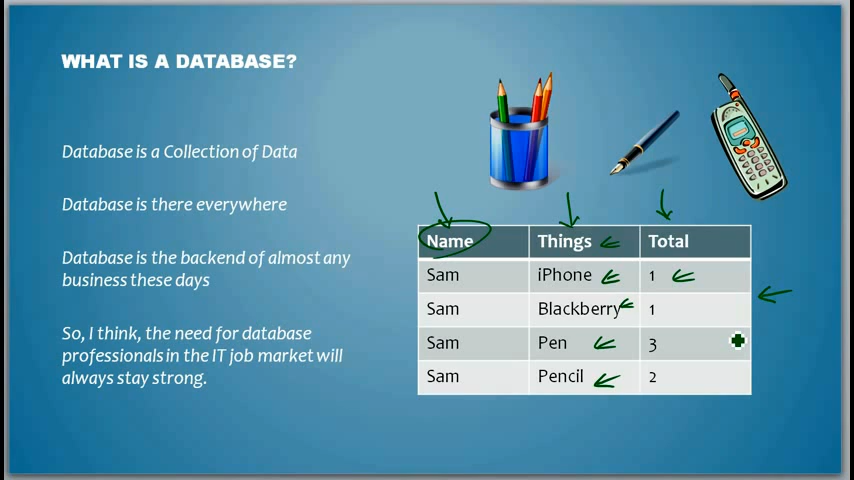 WHAT IS A DATABASE?
Database is a Collection of Data
Database is there everywhere
Database is the backend of almost any
business these days
So, I think, the need for database
professionals in the IT job market will
always stay strong.
Name Things Total
Sam iPhone 1
Sam Blackberry 1
Sam Pen 3
Sam Pencil 2